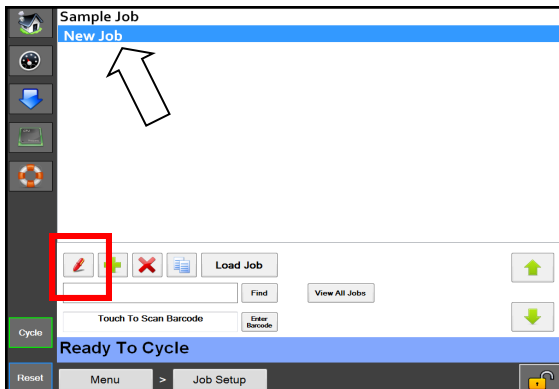 Sample Job
New Job
Load Job
Find
View All Jobs
Touch To Scan Barcode
Enter
Barcode
Cycle
Ready To Cycle
Reset
Menu > Job Setup